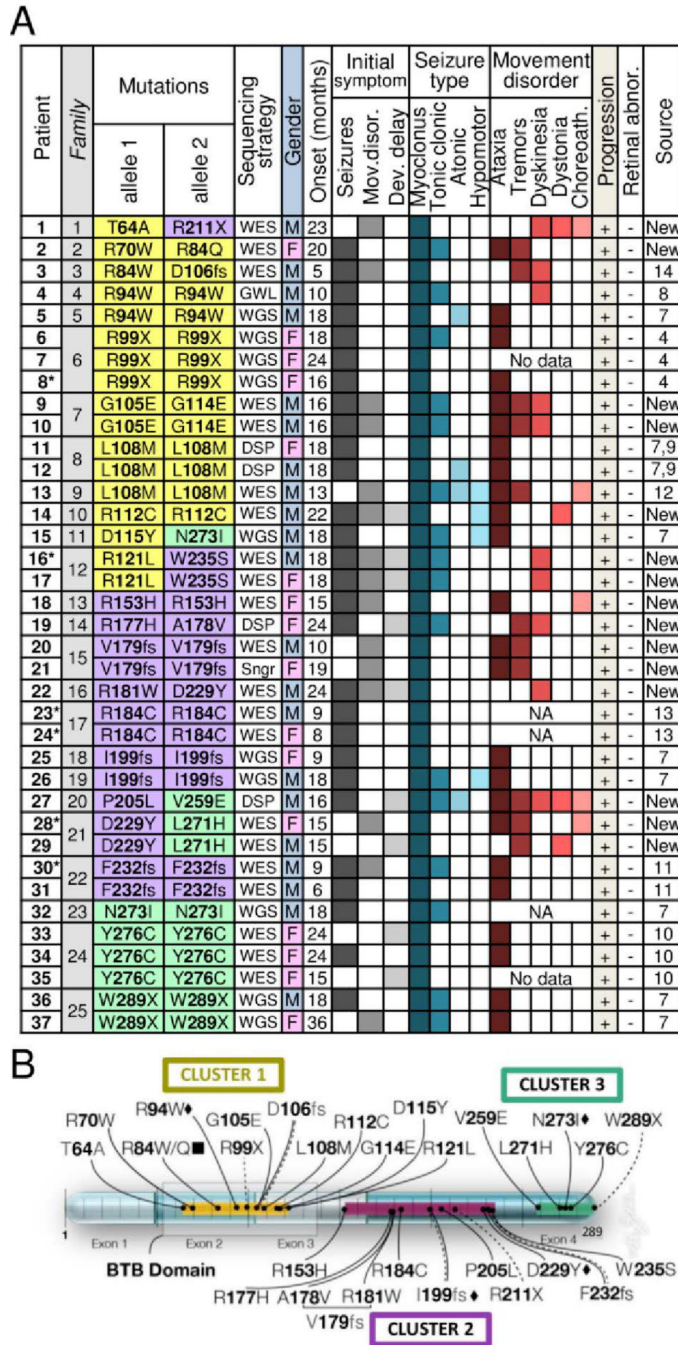 A
Patient
Family
Mutations
allele 1
allele 2
Sequencing strategy
Gender
Onset (months)
Initial symptom
Seizures
Mov.disor.
Dev. delay
Seizure type
Myoclonus
Tonic clonic
Atonic
Hypomotor
Movement disorder
Ataxia
Tremors
Dyskinesia
Dystonia
Choreoath.
Progression
Retinal abnor.
Source
1 1 T64A R211X WES M 23 + - New
2 2 R70W R84Q WES F 20 + - New
3 3 R84W D106fs WES M 5 + - 14
4 4 R94W R94W GWL M 10 + - 8
5 5 R94W R94W WGS M 18 + - 7
6 6 R99X R99X WGS F 18 + - 4
7 R99X R99X WGS F 24 No data + - 4
8* R99X R99X WGS F 16 + - 4
9 7 G105E G114E WES M 16 + - New
10 G105E G114E WES M 16 + - New
11 8 L108M L108M DSP F 18 + - 7,9
12 L108M L108M DSP M 18 + - 7,9
13 9 L108M L108M WES M 13 + - 12
14 10 R112C R112C WES M 22 + - New
15 11 D115Y N273I WGS M 18 + - 7
16* 12 R121L W235S WES M 18 + - New
17 R121L W235S WES F 18 + - New
18 13 R153H R153H WES F 15 + - New
19 14 R177H A178V DSP F 24 + - New
20 15 V179fs V179fs WES M 10 + - New
21 V179fs V179fs Sngr F 19 + - New
22 16 R181W D229Y WES M 24 + - New
23* 17 R184C R184C WES M 9 NA + - 13
24* R184C R184C WES F 8 NA + - 13
25 18 I199fs I199fs WGS F 9 + - 7
26 19 I199fs I199fs WGS M 18 + - 7
27 20 P205L V259E DSP M 16 + - New
28* 21 D229Y L271H WES F 15 + - New
29 D229Y L271H WES M 15 + - New
30* 22 F232fs F232fs WES M 9 + - 11
31 F232fs F232fs WES M 6 + - 11
32 23 N273I N273I WGS M 18 NA + - 7
33 24 Y276C Y276C WES F 24 + - 10
34 Y276C Y276C WES F 24 + - 10
35 Y276C Y276C WES F 15 No data + - 10
36 25 W289X W289X WGS M 18 + - 7
37 W289X W289X WGS F 36 + - 7
B
CLUSTER 1
CLUSTER 3
R70W R94W♦ G105E D106fs R112C D115Y V259E N273I♦ W289X
T64A R84W/Q■ R99X L108M G114E R121L L271H Y276C
1 Exon 1 Exon 2 Exon 3 Exon 4 289
BTB Domain
R153H R184C P205L D229Y♦ W235S
R177H A178V R181W I199fs♦ R211X F232fs
V179fs
CLUSTER 2